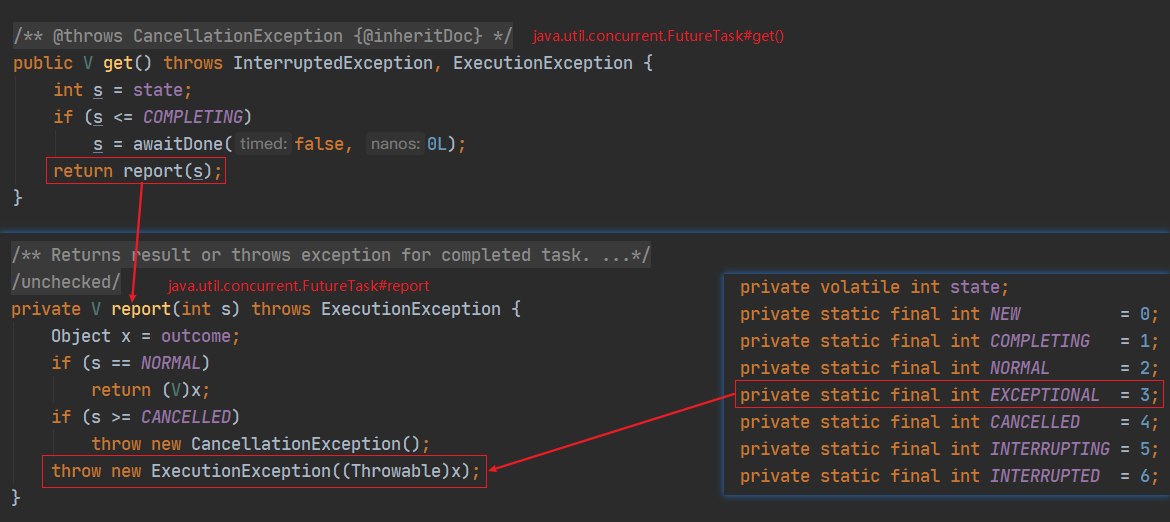 /** @throws CancellationException {@inheritDoc} */ java.util.concurrent.FutureTask#get()
public V get() throws InterruptedException, ExecutionException {
int s = state;
if (s <= COMPLETING)
s = awaitDone( timed: false, nanos: 0L);
return report(s);
}
/** Returns result or throws exception for completed task. ...*/
/unchecked/
java.util.concurrent.FutureTask#report
private V report(int s) throws ExecutionException {
Object x = outcome;
if (s == NORMAL)
return (V)x;
if (s >= CANCELLED)
throw new CancellationException();
throw new ExecutionException((Throwable)x);
}
private volatile int state;
private static final int NEW = 0;
private static final int COMPLETING = 1;
private static final int NORMAL = 2;
private static final int EXCEPTIONAL = 3;
private static final int CANCELLED = 4;
private static final int INTERRUPTING = 5;
private static final int INTERRUPTED = 6;